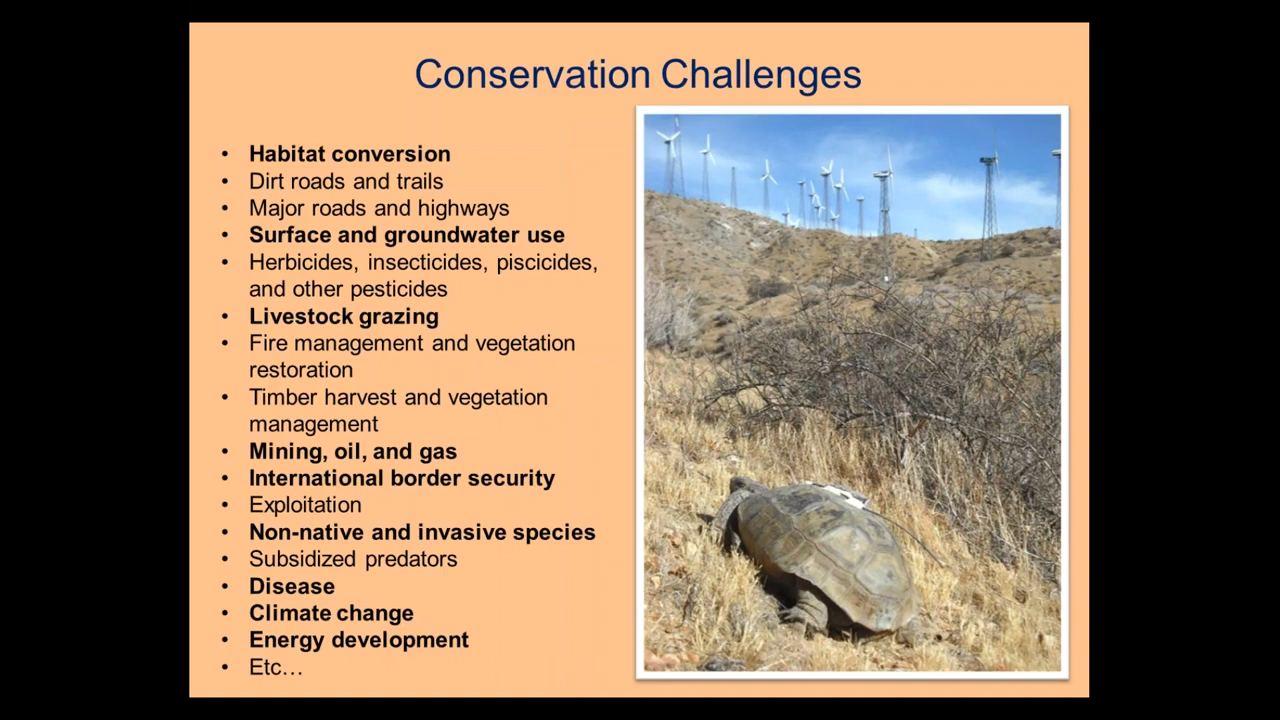 Conservation Challenges
• Habitat conversion
• Dirt roads and trails
• Major roads and highways
• Surface and groundwater use
• Herbicides, insecticides, piscicides,
and other pesticides
• Livestock grazing
• Fire management and vegetation
restoration
• Timber harvest and vegetation
management
• Mining, oil, and gas
• International border security
• Exploitation
• Non-native and invasive species
• Subsidized predators
• Disease
• Climate change
• Energy development
• Etc…